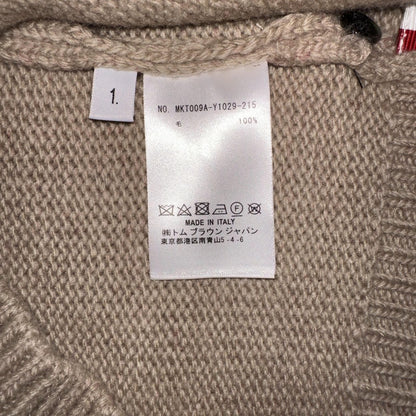 1.
NO. MKT009A-Y1029-215
毛 100%
MADE IN ITALY
㈱トム ブラウン ジャパン
東京都港区南青山5-4-6